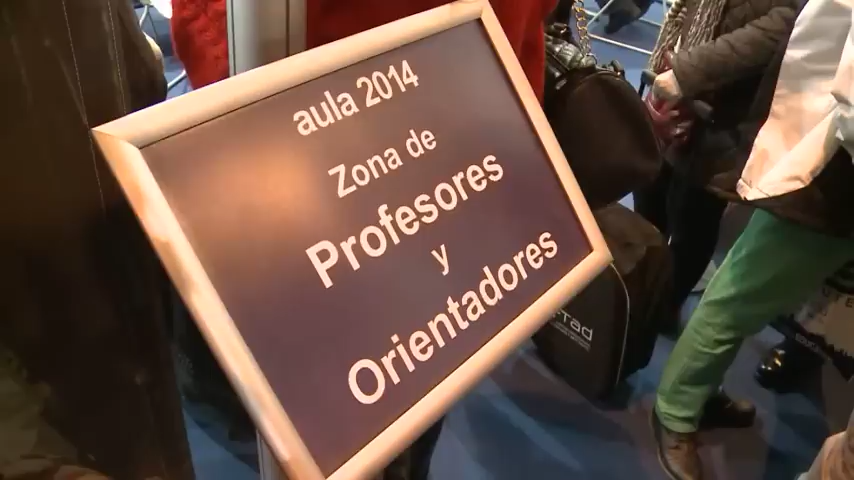 aula 2014
Zona de
Profesores
y
Orientadores